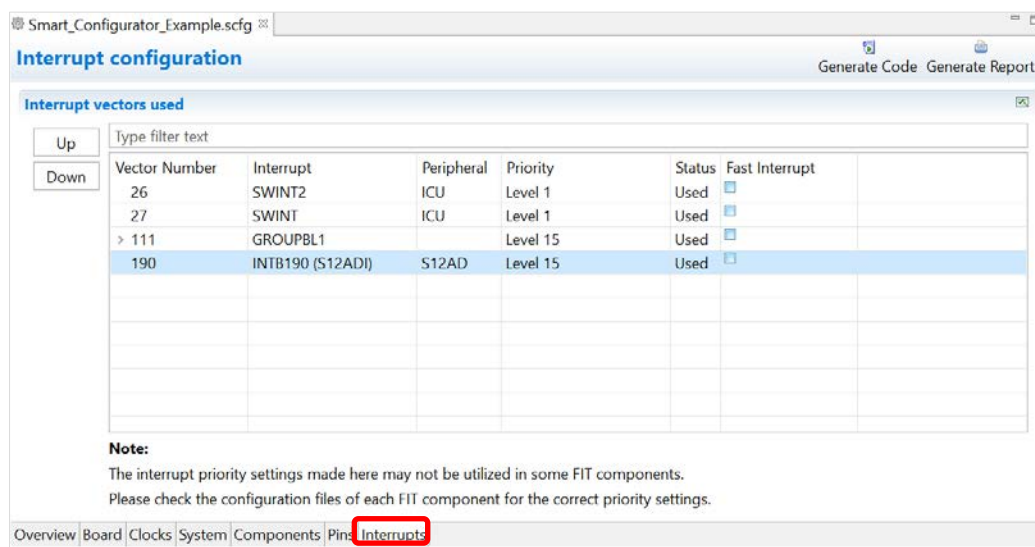 Smart_Configurator_Example.scfg
Interrupt configuration
Generate Code Generate Report
Interrupt vectors used
Up
Down
Type filter text
Vector Number Interrupt Peripheral Priority Status Fast Interrupt
26 SWINT2 ICU Level 1 Used
27 SWINT ICU Level 1 Used
> 111 GROUPBL1 Level 15 Used
190 INTB190 (S12ADI) S12AD Level 15 Used
Note:
The interrupt priority settings made here may not be utilized in some FIT components.
Please check the configuration files of each FIT component for the correct priority settings.
Overview Board Clocks System Components Pins Interrupts